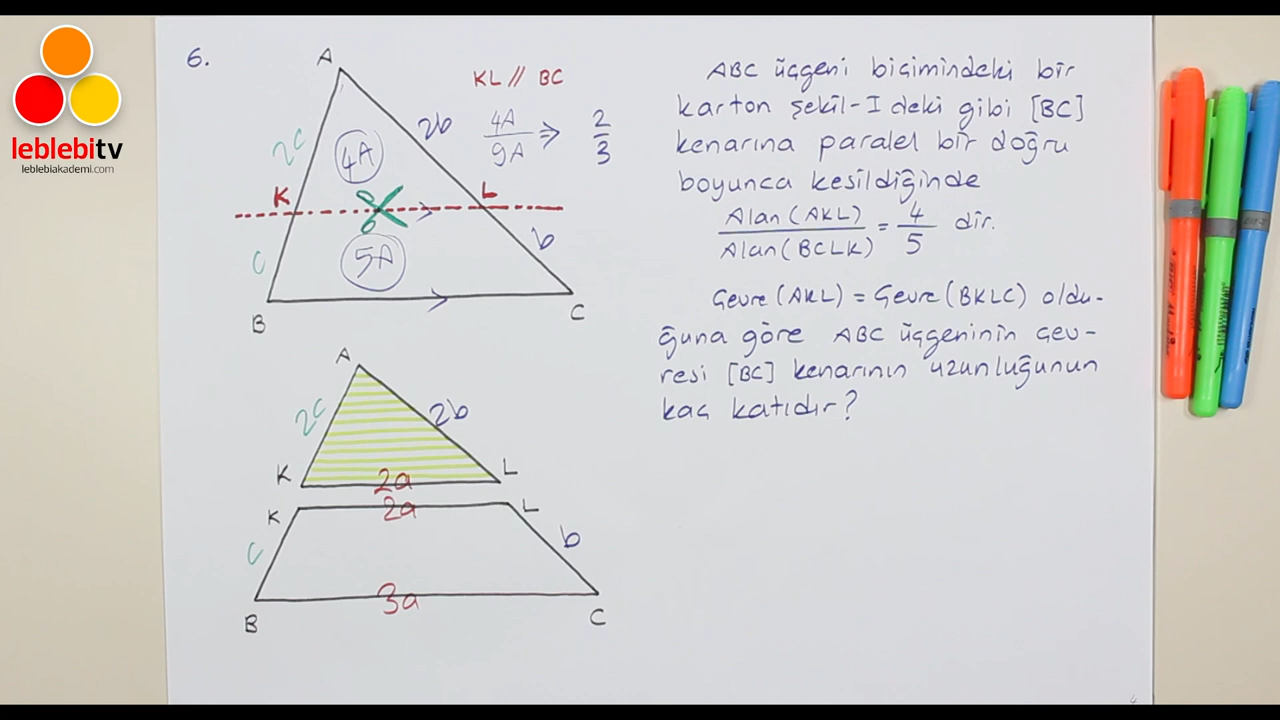 leblebitv
leblebiakademi.com
6.
A
KL // BC
2c
2b
4A
4A
9A
⇒ 2
3
K
L
5A
c
b
B
C
A
2c
2b
K
L
2a
2a
K
L
c
b
3a
B
C
ABC üçgeni biçimindeki bir
karton şekil-I deki gibi [BC]
kenarına paralel bir doğru
boyunca kesildiğinde
Alan(AKL)
Alan(BCLK)
= 4
5
dir.
Çevre(AKL) = Çevre(BKLC) oldu-
ğuna göre ABC üçgeninin çev-
resi [BC] kenarının uzunluğunun
kaç katıdır?